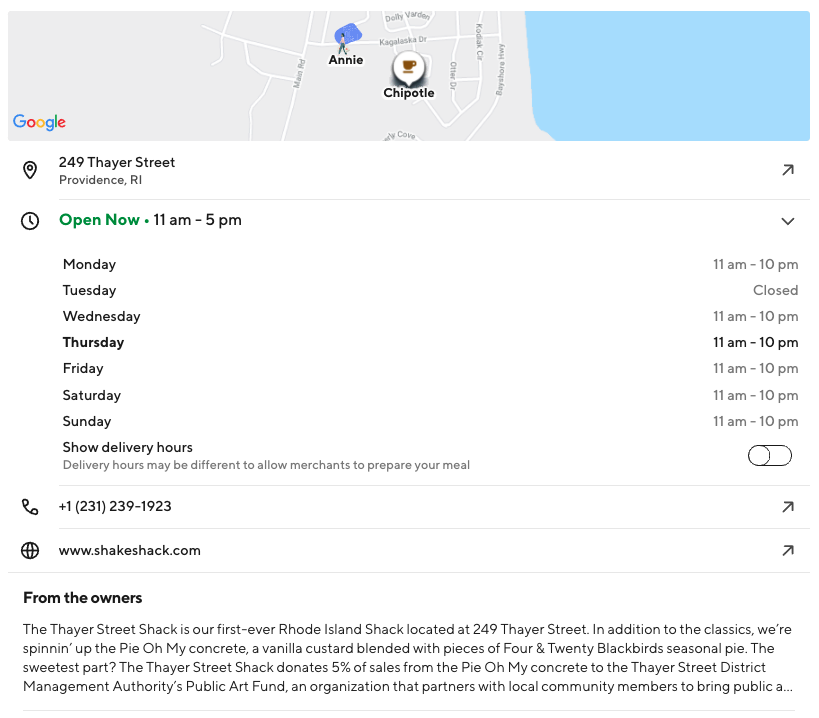 Dolly Varden
Kagalaska Dr
Kodiak Cir
Bayshore Hwy
Main Rd
Otter Dr
Annie
Chipotle
Cove
Google
249 Thayer Street
Providence, RI
Open Now • 11 am - 5 pm
Monday 11 am - 10 pm
Tuesday Closed
Wednesday 11 am - 10 pm
Thursday 11 am - 10 pm
Friday 11 am - 10 pm
Saturday 11 am - 10 pm
Sunday 11 am - 10 pm
Show delivery hours
Delivery hours may be different to allow merchants to prepare your meal
+1 (231) 239-1923
www.shakeshack.com
From the owners
The Thayer Street Shack is our first-ever Rhode Island Shack located at 249 Thayer Street. In addition to the classics, we’re
spinnin’ up the Pie Oh My concrete, a vanilla custard blended with pieces of Four & Twenty Blackbirds seasonal pie. The
sweetest part? The Thayer Street Shack donates 5% of sales from the Pie Oh My concrete to the Thayer Street District
Management Authority’s Public Art Fund, an organization that partners with local community members to bring public a...